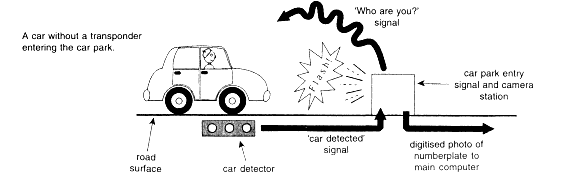 'Who are you?'
signal
A car without a transponder
entering the car park.
Flash!
car park entry
signal and camera
station
'car detected'
signal
digitised photo of
numberplate to
main computer
road
surface
car detector